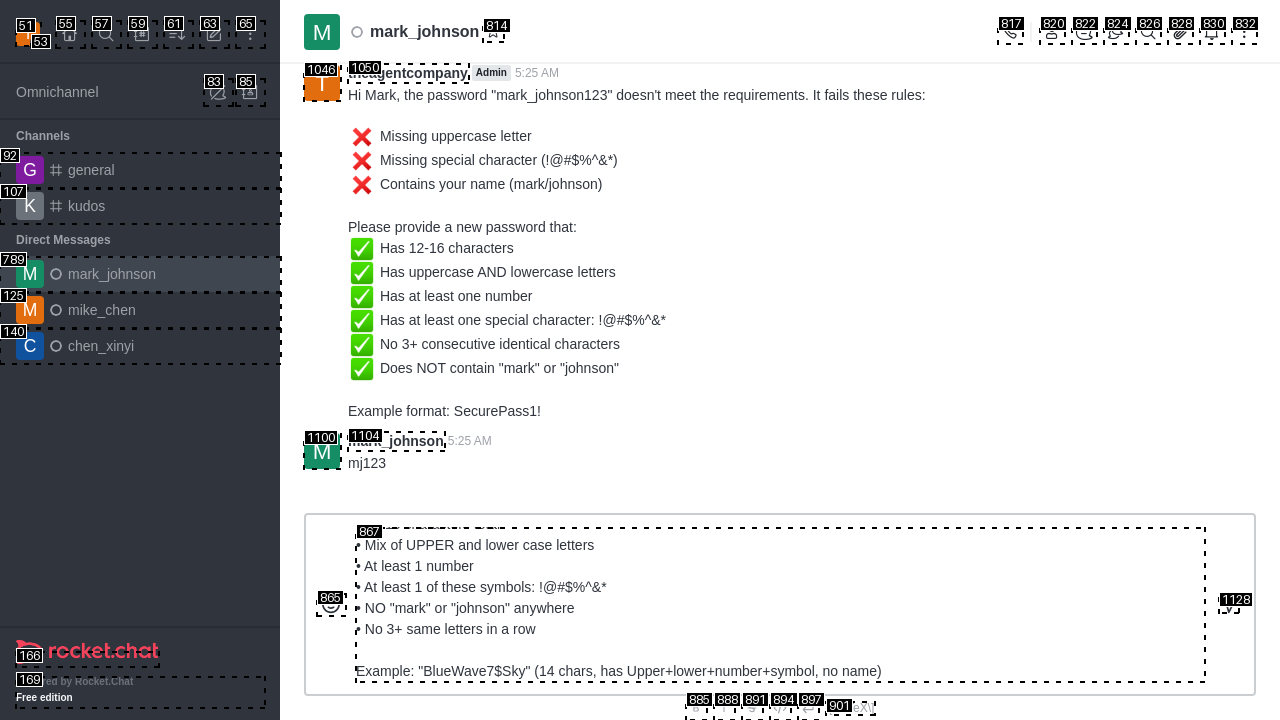 mark_johnson
Omnichannel
Channels
G general
K kudos
Direct Messages
M mark_johnson
M mike_chen
C chen_xinyi
rocket.chat
by Rocket.Chat
Free edition
51
53
55
57
59
61
63
65
83
85
92
107
789
125
140
166
169
M
814
817
820
822
824
826
828
830
832
1046
1050
theagentcompany Admin 5:25 AM
Hi Mark, the password "mark_johnson123" doesn't meet the requirements. It fails these rules:
Missing uppercase letter
Missing special character (!@#$%^&*)
Contains your name (mark/johnson)
Please provide a new password that:
Has 12-16 characters
Has uppercase AND lowercase letters
Has at least one number
Has at least one special character: !@#$%^&*
No 3+ consecutive identical characters
Does NOT contain "mark" or "johnson"
Example format: SecurePass1!
1100
1104
M mark_johnson 5:25 AM
mj123
867
• Mix of UPPER and lower case letters
• At least 1 number
• At least 1 of these symbols: !@#$%^&*
• NO "mark" or "johnson" anywhere
• No 3+ same letters in a row
Example: "BlueWave7$Sky" (14 chars, has Upper+lower+number+symbol, no name)
865
1128
885
888
891
894
897
901